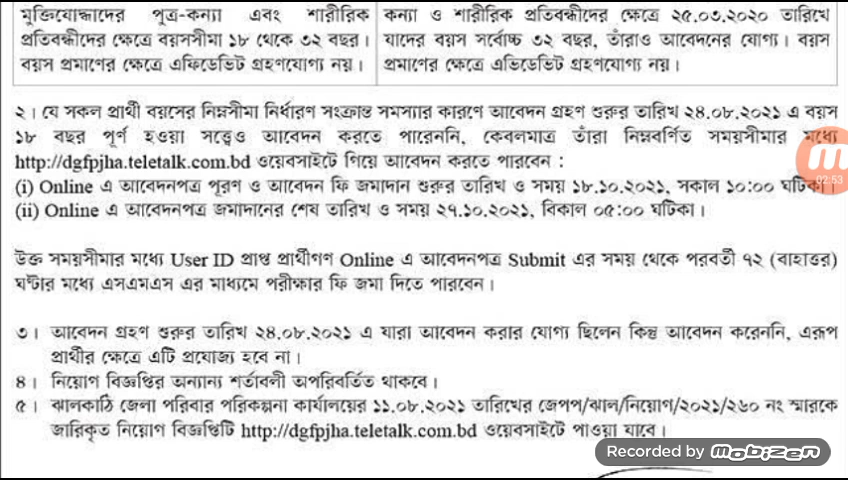 মুক্তিযোদ্ধাদের পুত্র-কন্যা এবং শারীরিক
প্রতিবন্ধীদের ক্ষেত্রে বয়সসীমা ১৮ থেকে ৩২ বছর।
বয়স প্রমাণের ক্ষেত্রে এফিডেভিট গ্রহণযোগ্য নয়।
কন্যা ও শারীরিক প্রতিবন্ধীদের ক্ষেত্রে ২৫.০৩.২০২০ তারিখে
যাদের বয়স সর্বোচ্চ ৩২ বছর, তাঁরাও আবেদনের যোগ্য। বয়স
প্রমাণের ক্ষেত্রে এভিডেভিট গ্রহণযোগ্য নয়।
২। যে সকল প্রার্থী বয়সের নিম্নসীমা নির্ধারণ সংক্রান্ত সমস্যার কারণে আবেদন গ্রহণ শুরুর তারিখ ২৪.০৮.২০২১ এ বয়স
১৮ বছর পূর্ণ হওয়া সত্ত্বেও আবেদন করতে পারেননি, কেবলমাত্র তাঁরা নিম্নবর্ণিত সময়সীমার মধ্যে
http://dgfpjha.teletalk.com.bd ওয়েবসাইটে গিয়ে আবেদন করতে পারবেন :
(i) Online এ আবেদনপত্র পূরণ ও আবেদন ফি জমাদান শুরুর তারিখ ও সময় ১৮.১০.২০২১, সকাল ১০:০০ ঘটিকা।
(ii) Online এ আবেদনপত্র জমাদানের শেষ তারিখ ও সময় ২৭.১০.২০২১, বিকাল ০৫:০০ ঘটিকা।
02:53
উক্ত সময়সীমার মধ্যে User ID প্রাপ্ত প্রার্থীগণ Online এ আবেদনপত্র Submit এর সময় থেকে পরবর্তী ৭২ (বাহাত্তর)
ঘন্টার মধ্যে এসএমএস এর মাধ্যমে পরীক্ষার ফি জমা দিতে পারবেন।
৩। আবেদন গ্রহণ শুরুর তারিখ ২৪.০৮.২০২১ এ যারা আবেদন করার যোগ্য ছিলেন কিন্তু আবেদন করেননি, এরূপ
প্রার্থীর ক্ষেত্রে এটি প্রযোজ্য হবে না।
৪। নিয়োগ বিজ্ঞপ্তির অন্যান্য শর্তাবলী অপরিবর্তিত থাকবে।
৫। ঝালকাঠি জেলা পরিবার পরিকল্পনা কার্যালয়ের ১১.০৮.২০২১ তারিখের জেপপ/ঝাল/নিয়োগ/২০২১/২৬০ নং স্মারকে
জারিকৃত নিয়োগ বিজ্ঞপ্তিটি http://dgfpjha.teletalk.com.bd ওয়েবসাইটে পাওয়া যাবে।
Recorded by mobizen